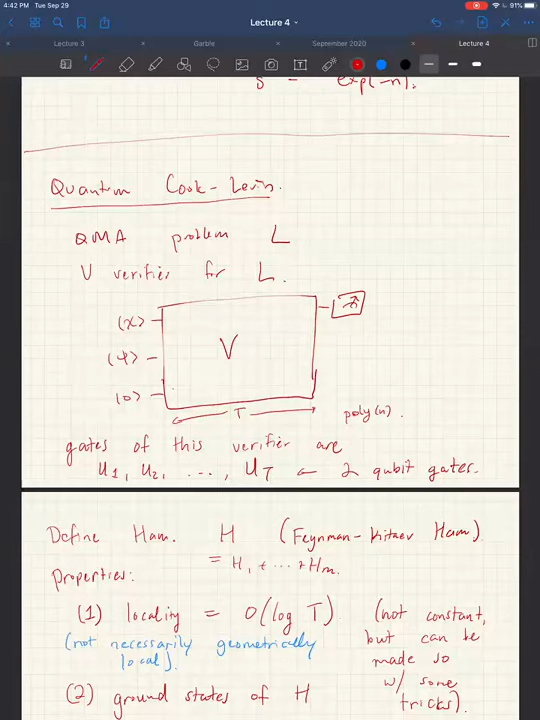 4:42 PM Tue Sep 29
91%
Lecture 4
Lecture 3
Garble
September 2020
Lecture 4
δ = exp(-n).
Quantum Cook-Levin.
QMA problem L
V verifier for L.
|x⟩
|ψ⟩
|0⟩
V
T
poly(n).
gates of this verifier are
U1, U2, ..., UT ← 2 qubit gates.
Define Ham. H (Feynman-Kitaev Ham).
= H1 + ... + Hm.
Properties:
(1) locality = O(log T)
(not constant,
but can be
made so
w/ some
tricks).
(not necessarily geometrically
local).
(2) ground states of H